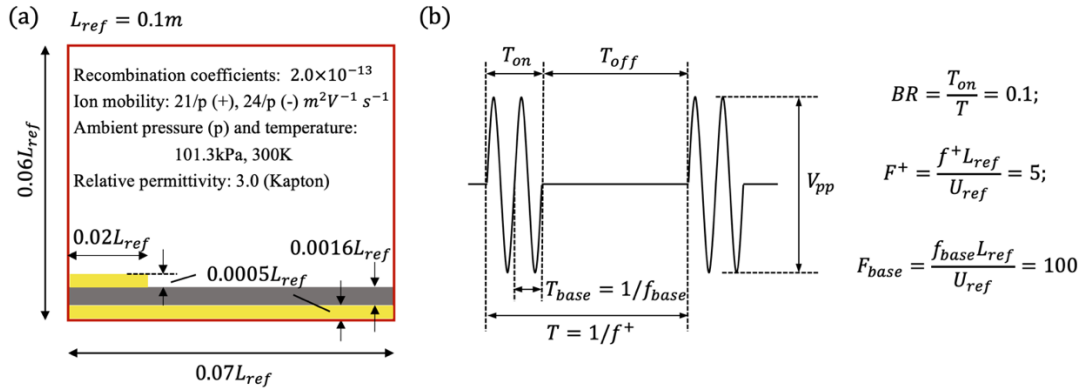 (a)
L_ref = 0.1m
Recombination coefficients: 2.0×10⁻¹³
Ion mobility: 21/p (+), 24/p (-) m²V⁻¹ s⁻¹
Ambient pressure (p) and temperature:
101.3kPa, 300K
Relative permittivity: 3.0 (Kapton)
0.06L_ref
0.02L_ref
0.0016L_ref
0.0005L_ref
0.07L_ref
(b)
T_on
T_off
V_pp
T_base = 1/f_base
T = 1/f⁺
BR = T_on/T = 0.1;
F⁺ = f⁺L_ref/U_ref = 5;
F_base = f_base L_ref/U_ref = 100